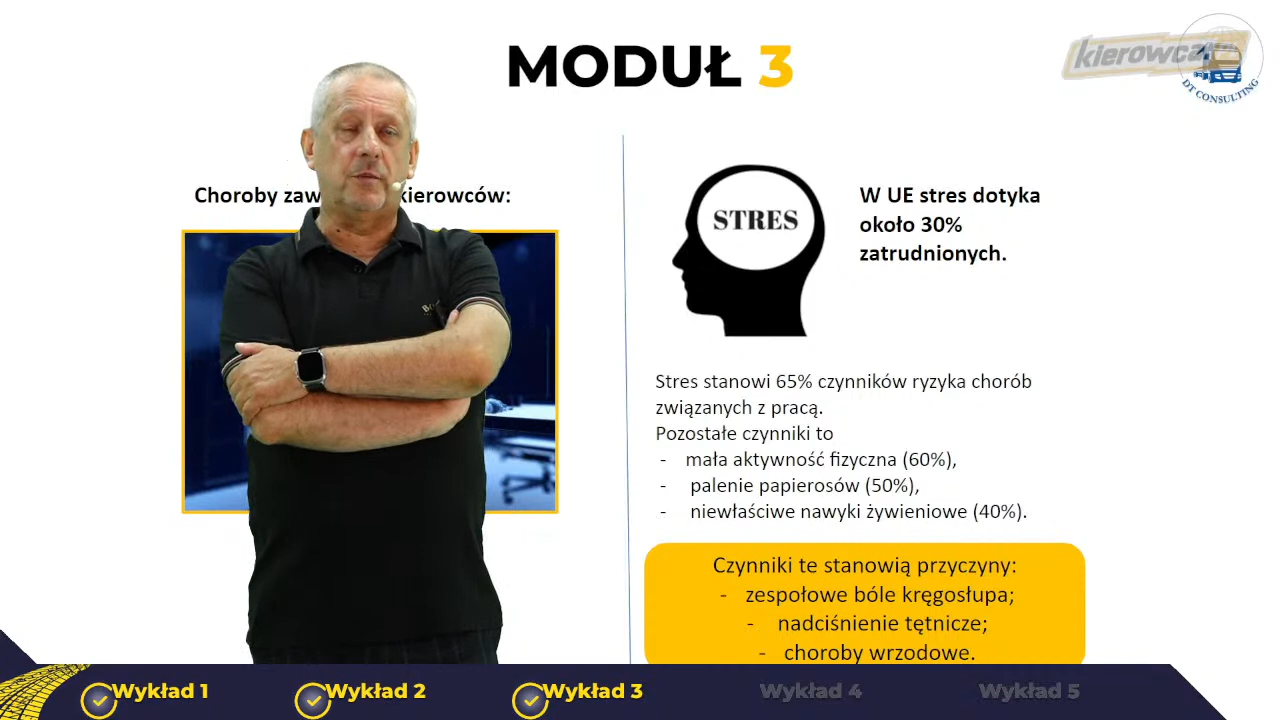 MODUŁ 3
kierowca
DT CONSULTING
Choroby kierowców:
STRES
W UE stres dotyka
około 30%
zatrudnionych.
Stres stanowi 65% czynników ryzyka chorób
związanych z pracą.
Pozostałe czynniki to
- mała aktywność fizyczna (60%),
- palenie papierosów (50%),
- niewłaściwe nawyki żywieniowe (40%).
Czynniki te stanowią przyczyny:
- zespołowe bóle kręgosłupa;
- nadciśnienie tętnicze;
- choroby wrzodowe.
Wykład 1
Wykład 2
Wykład 3
Wykład 4
Wykład 5